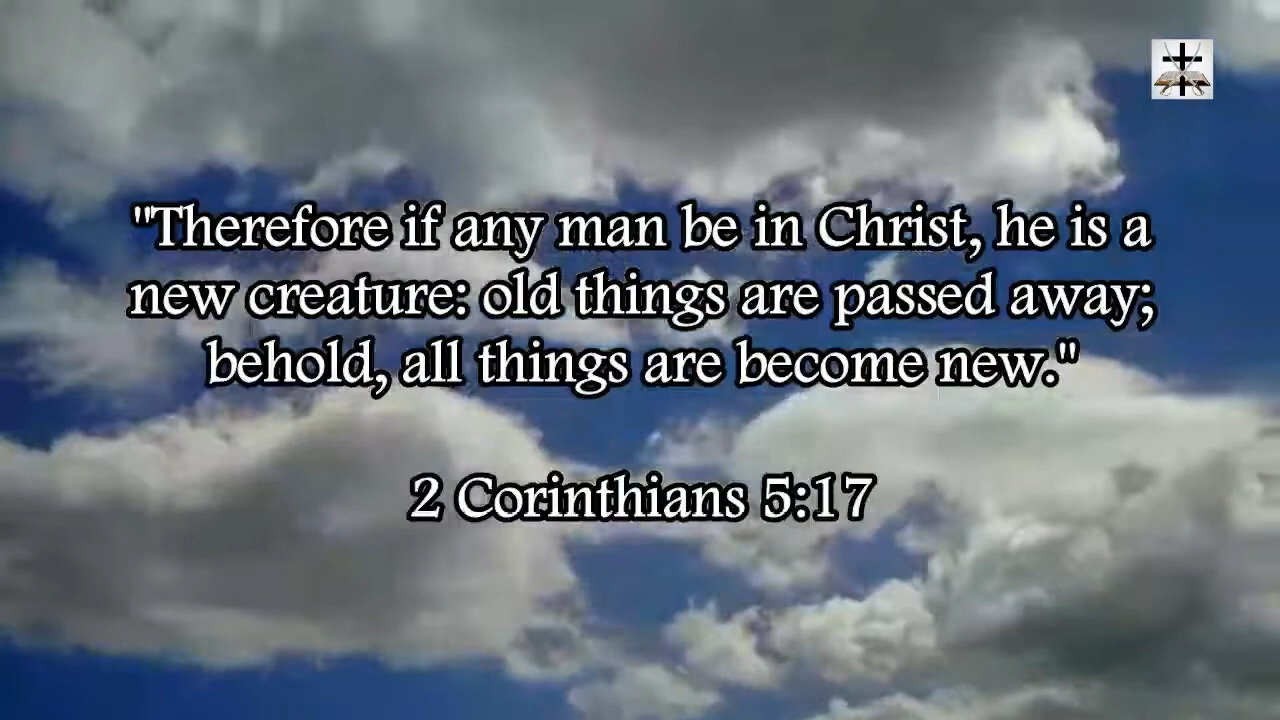 "Therefore if any man be in Christ, he is a
new creature: old things are passed away;
behold, all things are become new."
2 Corinthians 5:17